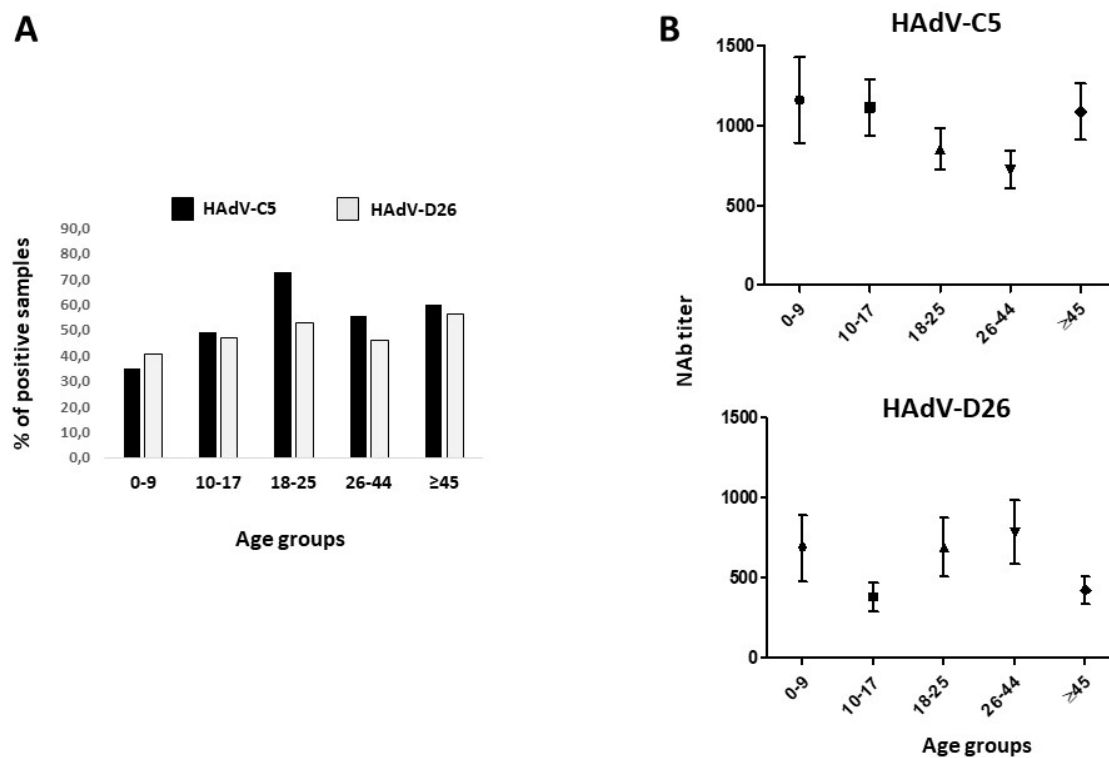 A
HAdV-C5
HAdV-D26
90,0
80,0
70,0
60,0
50,0
40,0
30,0
20,0
10,0
0,0
% of positive samples
0-9 10-17 18-25 26-44 ≥45
Age groups
B
HAdV-C5
1500
1000
500
0
0-9 10-17 18-25 26-44 ≥45
NAb titer
HAdV-D26
1500
1000
500
0
0-9 10-17 18-25 26-44 ≥45
Age groups